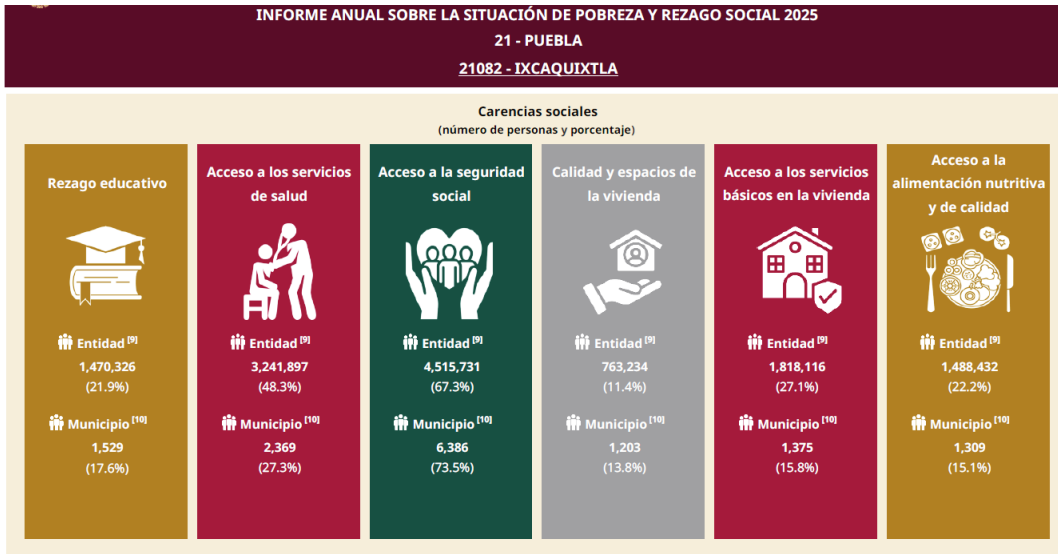 INFORME ANUAL SOBRE LA SITUACIÓN DE POBREZA Y REZAGO SOCIAL 2025
21 - PUEBLA
21082 - IXCAQUIXTLA
Carencias sociales
(número de personas y porcentaje)
Rezago educativo
Entidad [9]
1,470,326
(21.9%)
Municipio [10]
1,529
(17.6%)
Acceso a los servicios
de salud
Entidad [9]
3,241,897
(48.3%)
Municipio [10]
2,369
(27.3%)
Acceso a la seguridad
social
Entidad [9]
4,515,731
(67.3%)
Municipio [10]
6,386
(73.5%)
Calidad y espacios de
la vivienda
Entidad [9]
763,234
(11.4%)
Municipio [10]
1,203
(13.8%)
Acceso a los servicios
básicos en la vivienda
Entidad [9]
1,818,116
(27.1%)
Municipio [10]
1,375
(15.8%)
Acceso a la
alimentación nutritiva
y de calidad
Entidad [9]
1,488,432
(22.2%)
Municipio [10]
1,309
(15.1%)